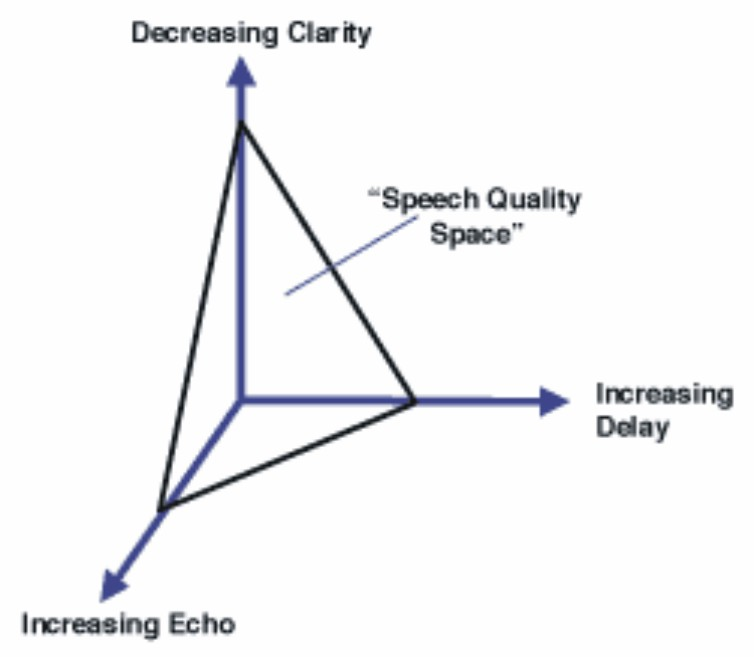 Decreasing Clarity
“Speech Quality
Space”
Increasing
Delay
Increasing Echo